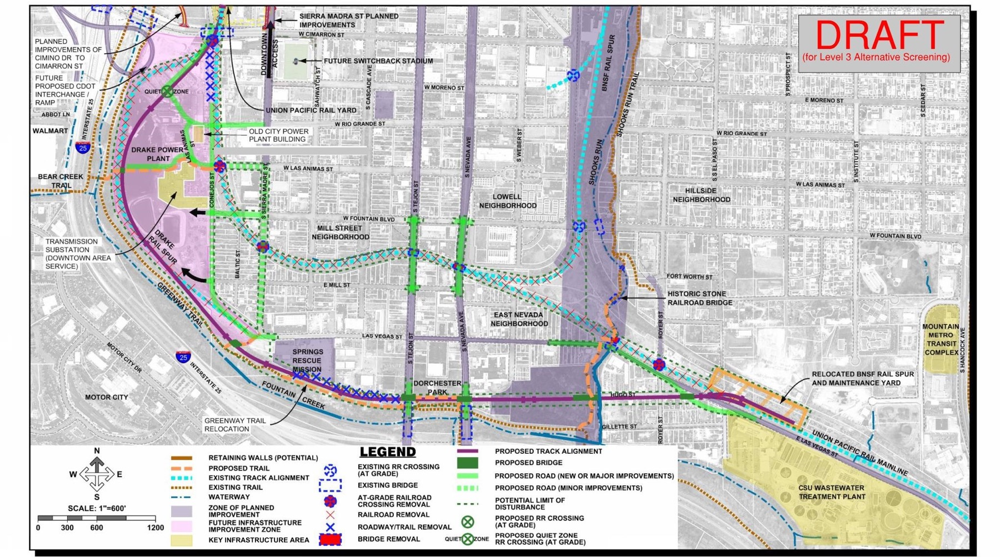 DRAFT
(for Level 3 Alternative Screening)
SIERRA MADRA ST PLANNED
IMPROVEMENTS
W CIMARRON ST
DOWNTOWN
ACCESS
FUTURE SWITCHBACK STADIUM
PLANNED
IMPROVEMENTS OF
CIMINO DR TO
CIMARRON ST
FUTURE
PROPOSED CDOT
INTERCHANGE /
RAMP
ABBOT LN
WALMART
INTERSTATE 25
25
QUIET
ZONE
SAHWATCH ST
S CASCADE AVE
W MORENO ST
UNION PACIFIC RAIL YARD
W RIO GRANDE ST
OLD CITY POWER
PLANT BUILDING
DRAKE POWER
PLANT
LAS ANIMAS
ST
W LAS ANIMAS ST
BEAR CREEK
TRAIL
CONEJOS ST
S SIERRA MADRE ST
S TEJON ST
S NEVADA AVE
S WEBER ST
BNSF RAIL SPUR
SHOOKS RUN TRAIL
SHOOKS RUN
S PROSPECT ST
E MORENO ST
S CEDAR ST
W RIO GRANDE ST
S EL PASO ST
S INSTITUTE ST
W LAS ANIMAS ST
LOWELL
NEIGHBORHOOD
HILLSIDE
NEIGHBORHOOD
W FOUNTAIN BLVD
MILL STREET
NEIGHBORHOOD
W FOUNTAIN BLVD
DRAKE
RAIL SPUR
TRANSMISSION
SUBSTATION
(DOWNTOWN AREA
SERVICE)
BALTIC ST
E MILL ST
FORT WORTH ST
HISTORIC STONE
RAILROAD BRIDGE
GREENWAY TRAIL
EAST NEVADA
NEIGHBORHOOD
ROYER ST
LAS VEGAS ST
S TEJON ST
S NEVADA AVE
MOUNTAIN
METRO
TRANSIT
COMPLEX
S HANCOCK AVE
MOTOR CITY DR
25
INTERSTATE 25
SPRINGS
RESCUE
MISSION
DORCHESTER
PARK
FOUNTAIN CREEK
MOTOR CITY
HUGO ST
RELOCATED BNSF RAIL SPUR
AND MAINTENANCE YARD
GREENWAY TRAIL
RELOCATION
GILLETTE ST
ROYER ST
UNION PACIFIC RAIL MAINLINE
E LAS VEGAS ST
CSU WASTEWATER
TREATMENT PLANT
N
W
E
S
SCALE: 1"=600'
0 300 600 1200
LEGEND
RETAINING WALLS (POTENTIAL)
PROPOSED TRAIL
EXISTING TRACK ALIGNMENT
EXISTING TRAIL
WATERWAY
ZONE OF PLANNED
IMPROVEMENT
FUTURE INFRASTRUCTURE
IMPROVEMENT ZONE
KEY INFRASTRUCTURE AREA
EXISTING RR CROSSING
(AT GRADE)
EXISTING BRIDGE
AT-GRADE RAILROAD
CROSSING REMOVAL
RAILROAD REMOVAL
ROADWAY/TRAIL REMOVAL
BRIDGE REMOVAL
PROPOSED TRACK ALIGNMENT
PROPOSED BRIDGE
PROPOSED ROAD (NEW OR MAJOR IMPROVEMENTS)
PROPOSED ROAD (MINOR IMPROVEMENTS)
POTENTIAL LIMIT OF
DISTURBANCE
PROPOSED RR CROSSING
(AT GRADE)
QUIET ZONE
PROPOSED QUIET ZONE
RR CROSSING (AT GRADE)